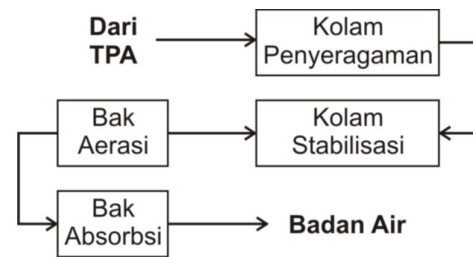 Dari
TPA
Kolam
Penyeragaman
Bak
Aerasi
Kolam
Stabilisasi
Bak
Absorbsi
Badan Air